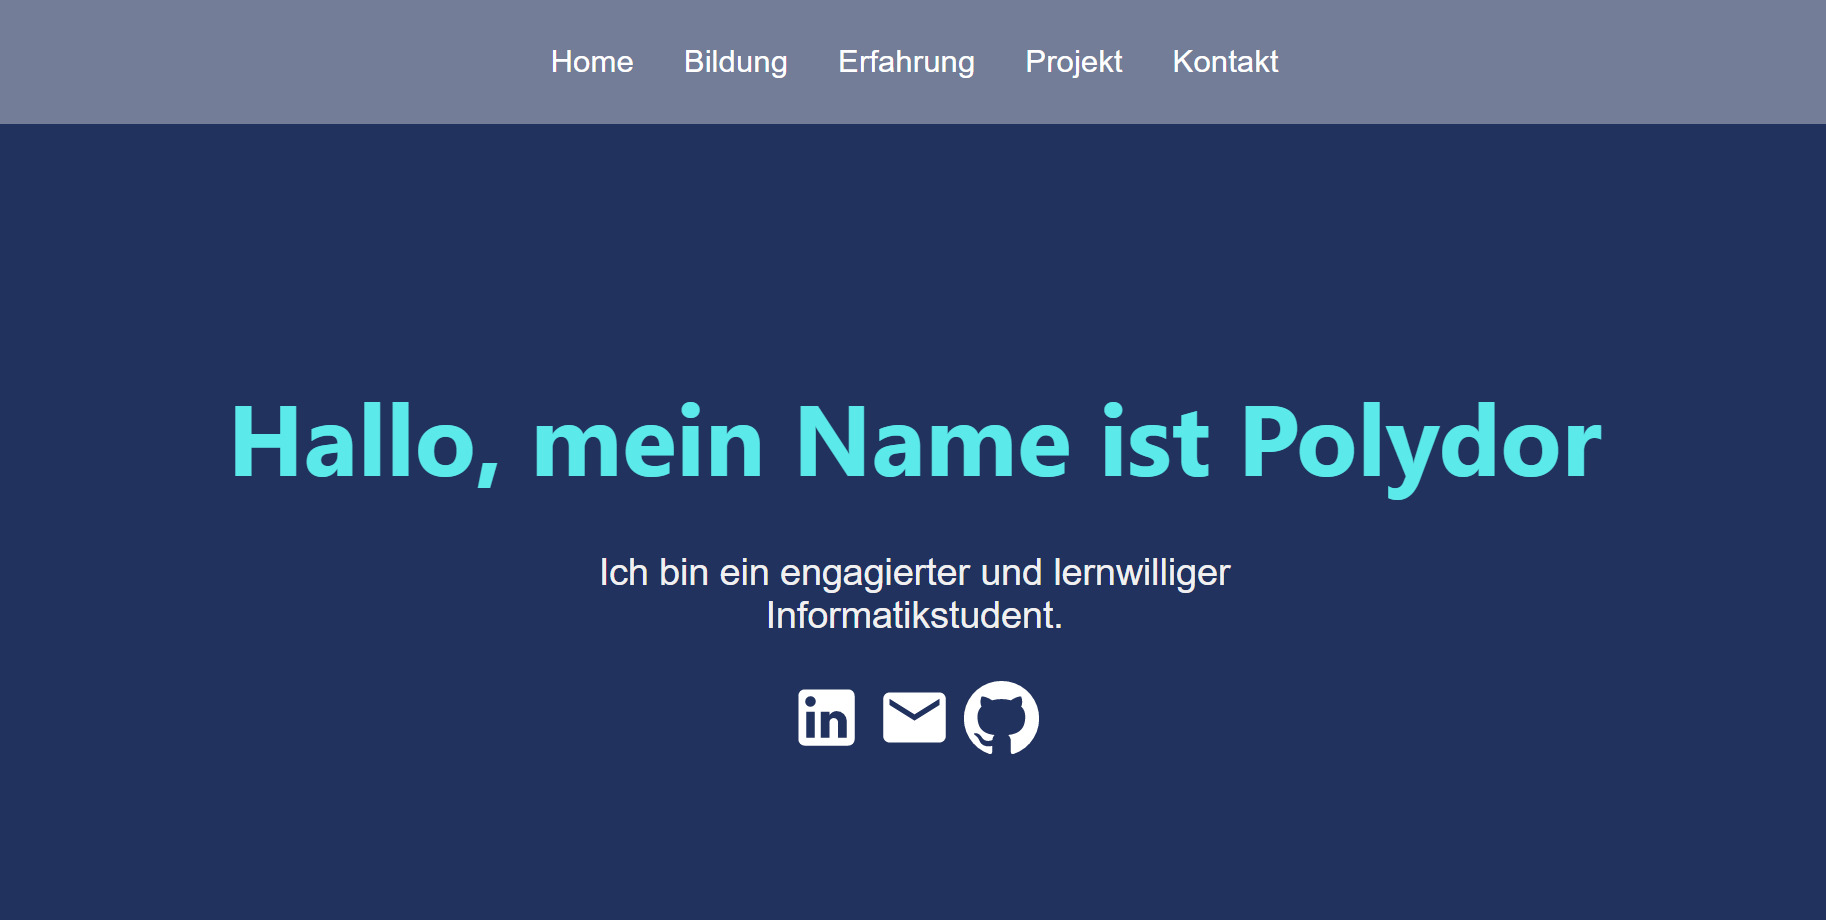 Home Bildung Erfahrung Projekt Kontakt
Hallo, mein Name ist Polydor
Ich bin ein engagierter und lernwilliger
Informatikstudent.
in